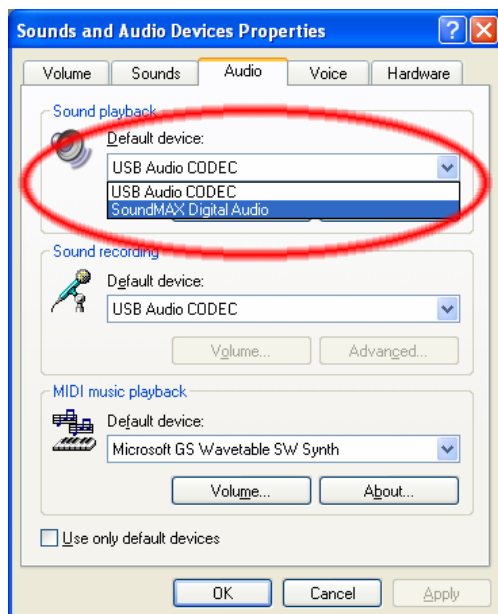 Sounds and Audio Devices Properties
Volume Sounds Audio Voice Hardware
Sound playback
Default device:
USB Audio CODEC
USB Audio CODEC
SoundMAX Digital Audio
Sound recording
Default device:
USB Audio CODEC
Volume... Advanced...
MIDI music playback
Default device:
Microsoft GS Wavetable SW Synth
Volume... About...
Use only default devices
OK Cancel Apply